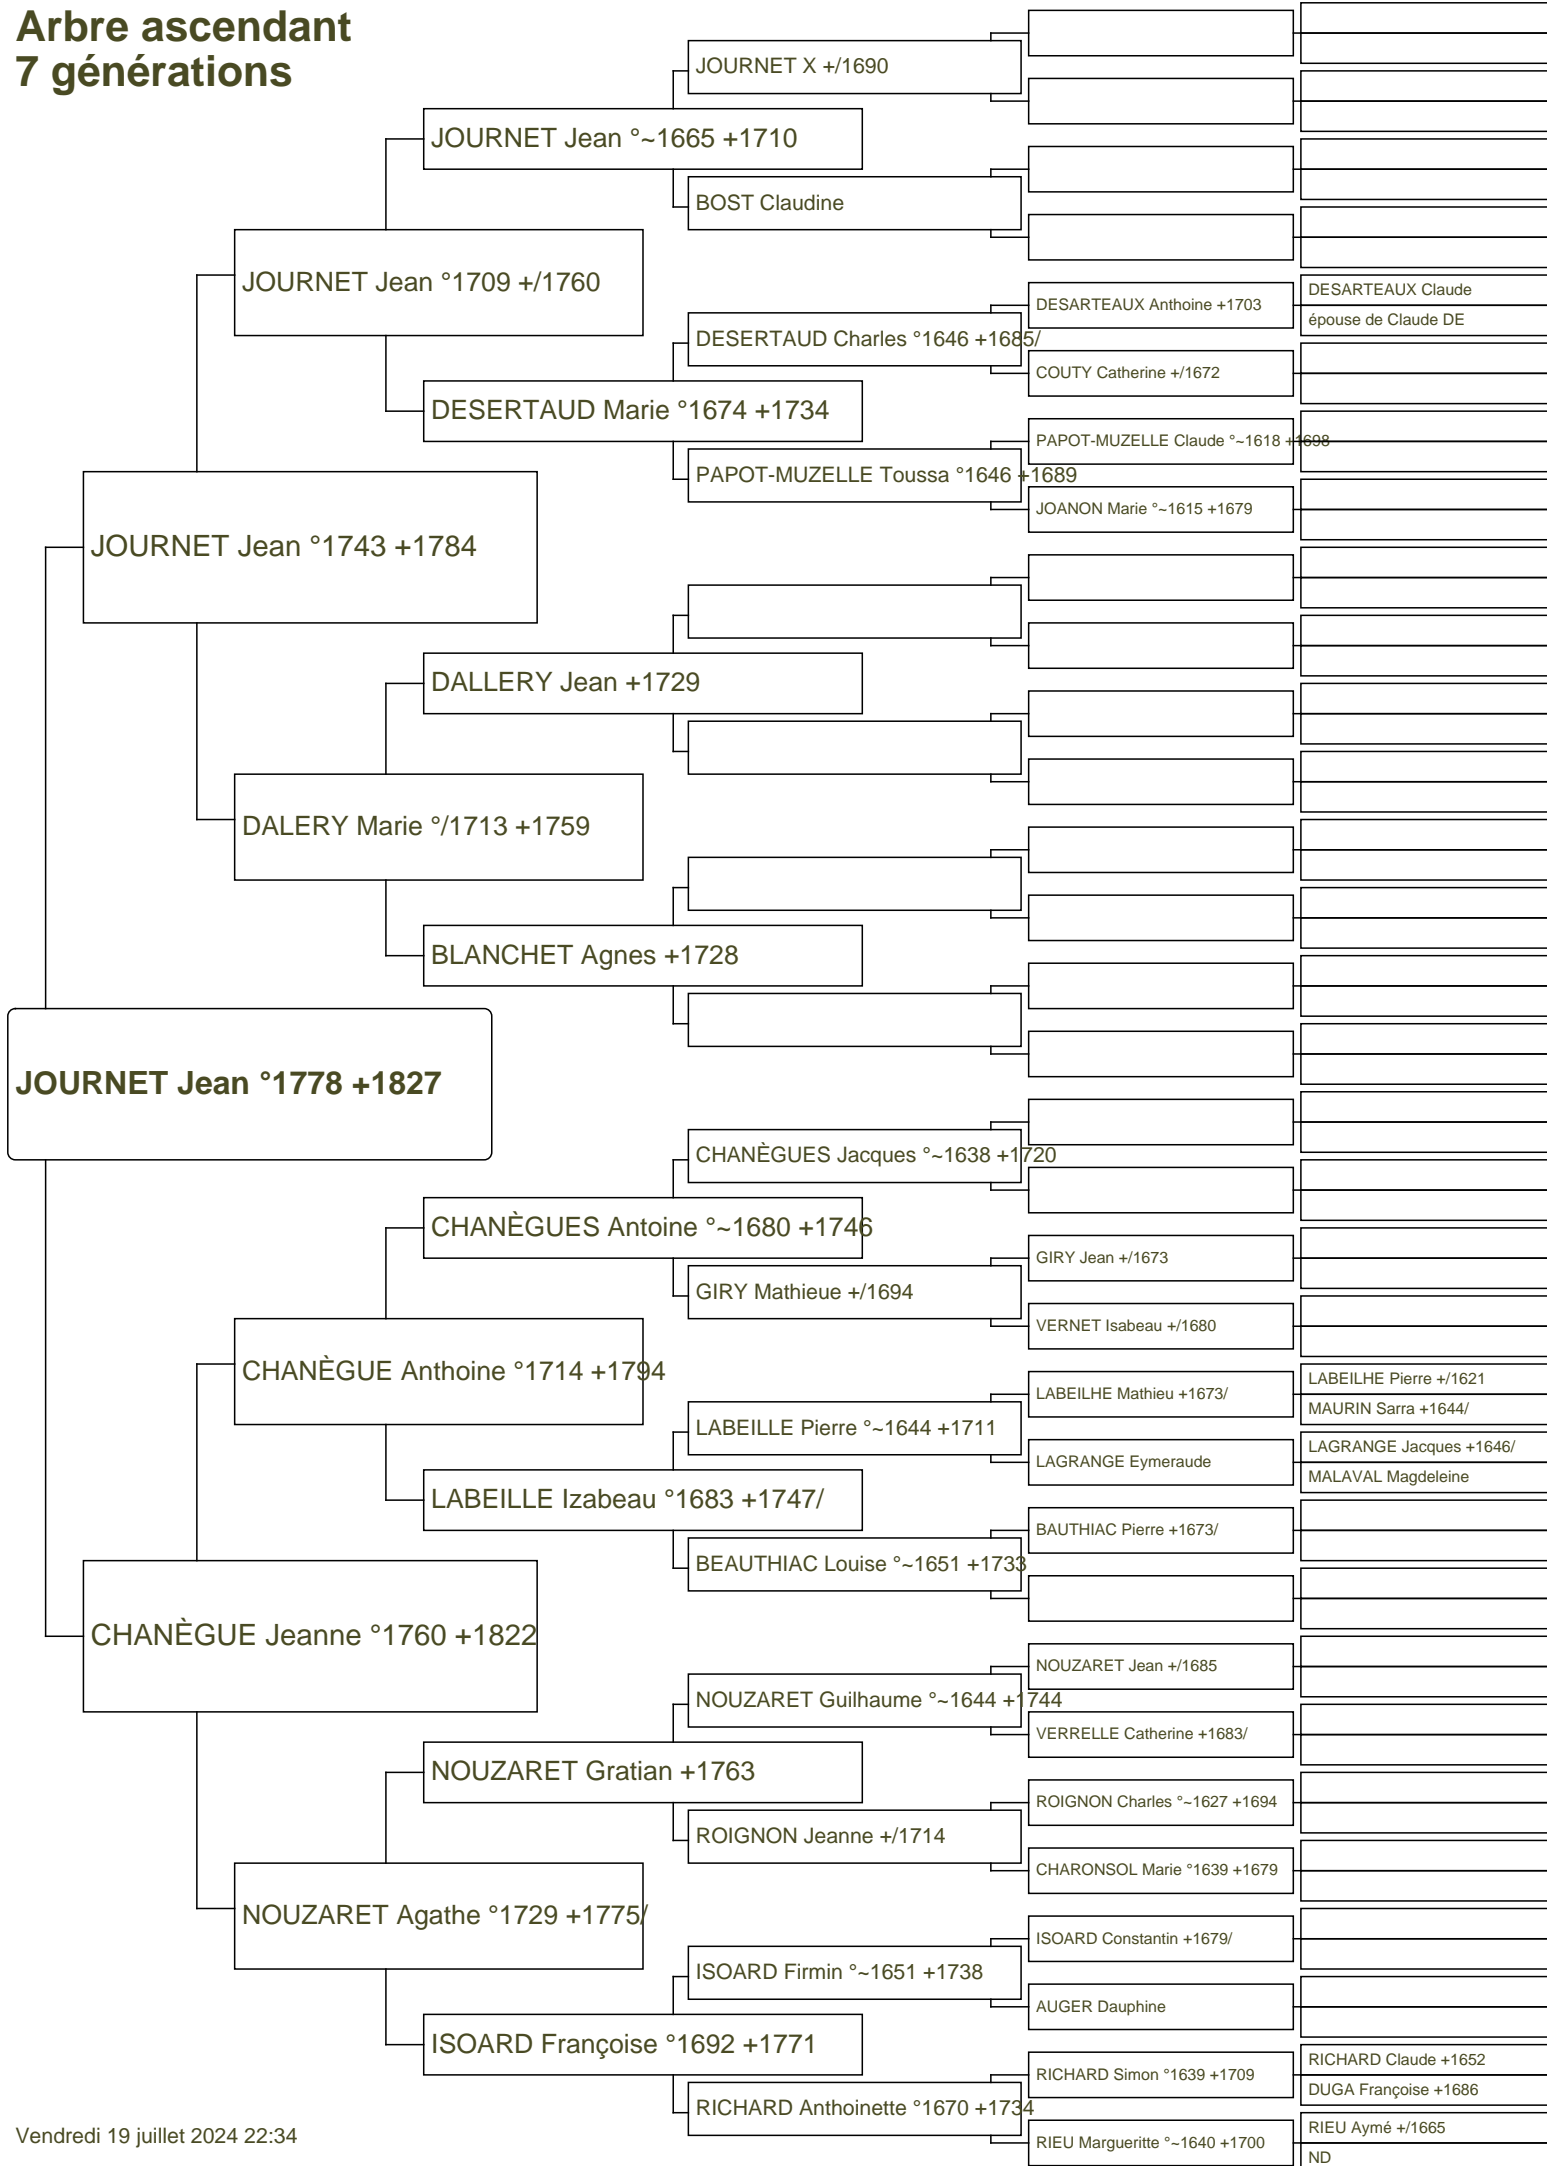 Arbre ascendant
7 générations
JOURNET X +/1690
JOURNET Jean °~1665 +1710
BOST Claudine
JOURNET Jean °1709 +/1760
DESARTEAUX Claude
DESARTEAUX Anthoine +1703
épouse de Claude DE
DESERTAUD Charles °1646 +1685/
COUTY Catherine +/1672
DESERTAUD Marie °1674 +1734
PAPOT-MUZELLE Claude °~1618 +1698
PAPOT-MUZELLE Toussa °1646 +1689
JOANON Marie °~1615 +1679
JOURNET Jean °1743 +1784
DALLERY Jean +1729
DALERY Marie °/1713 +1759
BLANCHET Agnes +1728
JOURNET Jean °1778 +1827
CHANÈGUES Jacques °~1638 +1720
CHANÈGUES Antoine °~1680 +1746
GIRY Jean +/1673
GIRY Mathieue +/1694
VERNET Isabeau +/1680
CHANÈGUE Anthoine °1714 +1794
LABEILHE Pierre +/1621
LABEILHE Mathieu +1673/
MAURIN Sarra +1644/
LABEILLE Pierre °~1644 +1711
LAGRANGE Jacques +1646/
LAGRANGE Eymeraude
MALAVAL Magdeleine
LABEILLE Izabeau °1683 +1747/
BAUTHIAC Pierre +1673/
BEAUTHIAC Louise °~1651 +1733
CHANÈGUE Jeanne °1760 +1822
NOUZARET Jean +/1685
NOUZARET Guilhaume °~1644 +1744
VERRELLE Catherine +1683/
NOUZARET Gratian +1763
ROIGNON Charles °~1627 +1694
ROIGNON Jeanne +/1714
CHARONSOL Marie °1639 +1679
NOUZARET Agathe °1729 +1775/
ISOARD Constantin +1679/
ISOARD Firmin °~1651 +1738
AUGER Dauphine
ISOARD Françoise °1692 +1771
RICHARD Claude +1652
RICHARD Simon °1639 +1709
DUGA Françoise +1686
RICHARD Anthoinette °1670 +1734
RIEU Aymé +/1665
RIEU Margueritte °~1640 +1700
ND
Vendredi 19 juillet 2024 22:34